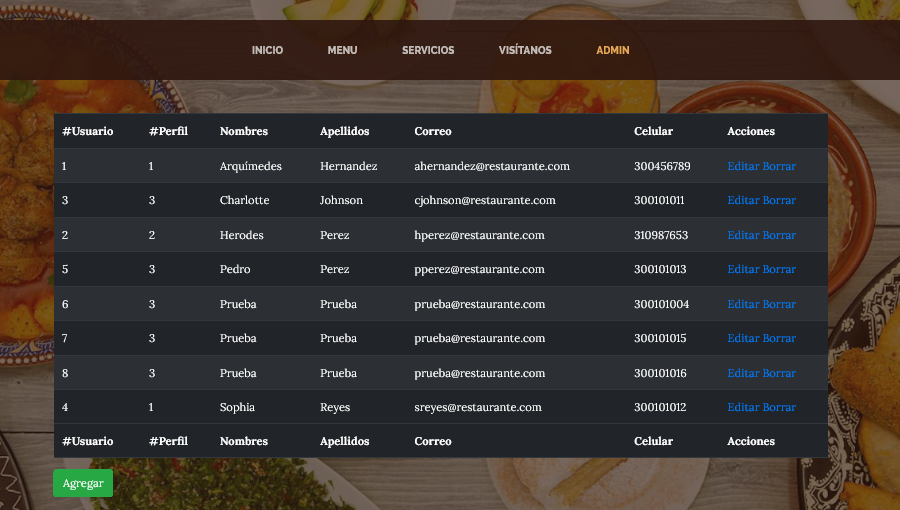 INICIO MENU SERVICIOS VISÍTANOS ADMIN
#Usuario #Perfil Nombres Apellidos Correo Celular Acciones
1 1 Arquímedes Hernandez ahernandez@restaurante.com 300456789 Editar Borrar
3 3 Charlotte Johnson cjohnson@restaurante.com 300101011 Editar Borrar
2 2 Herodes Perez hperez@restaurante.com 310987653 Editar Borrar
5 3 Pedro Perez pperez@restaurante.com 300101013 Editar Borrar
6 3 Prueba Prueba prueba@restaurante.com 300101004 Editar Borrar
7 3 Prueba Prueba prueba@restaurante.com 300101015 Editar Borrar
8 3 Prueba Prueba prueba@restaurante.com 300101016 Editar Borrar
4 1 Sophia Reyes sreyes@restaurante.com 300101012 Editar Borrar
#Usuario #Perfil Nombres Apellidos Correo Celular Acciones
Agregar